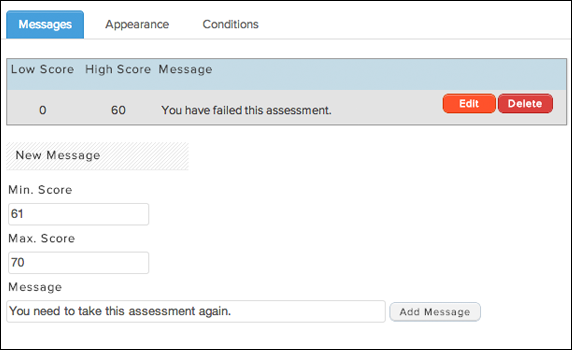 Messages Appearance Conditions
Low Score High Score Message
0 60 You have failed this assessment. Edit Delete
New Message
Min. Score
61
Max. Score
70
Message
You need to take this assessment again. Add Message